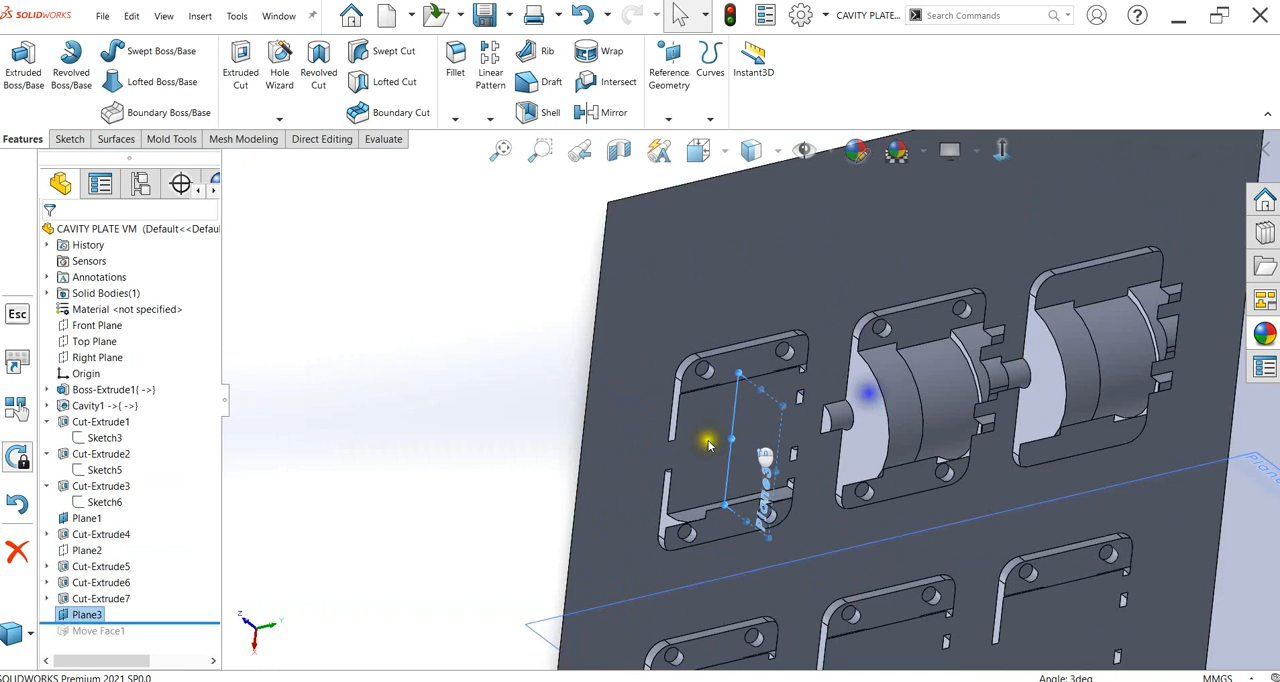 SOLIDWORKS File Edit View Insert Tools Window CAVITY PLATE... Search Commands
Extruded Boss/Base
Revolved Boss/Base
Swept Boss/Base
Lofted Boss/Base
Boundary Boss/Base
Extruded Cut
Hole Wizard
Revolved Cut
Swept Cut
Lofted Cut
Boundary Cut
Fillet
Linear Pattern
Rib
Draft
Shell
Wrap
Intersect
Mirror
Reference Geometry
Curves
Instant3D
Features Sketch Surfaces Mold Tools Mesh Modeling Direct Editing Evaluate
CAVITY PLATE VM (Default<<Defau
History
Sensors
Annotations
Solid Bodies(1)
Material <not specified>
Front Plane
Top Plane
Right Plane
Origin
Boss-Extrude1{ ->}
Cavity1 ->{ ->}
Cut-Extrude1
Sketch3
Cut-Extrude2
Sketch5
Cut-Extrude3
Sketch6
Plane1
Cut-Extrude4
Plane2
Cut-Extrude5
Cut-Extrude6
Cut-Extrude7
Plane3
Move Face1
Esc
Plane3
Plane
Z Y X
SOLIDWORKS Premium 2021 SP0.0 Angle: 3deg MMGS